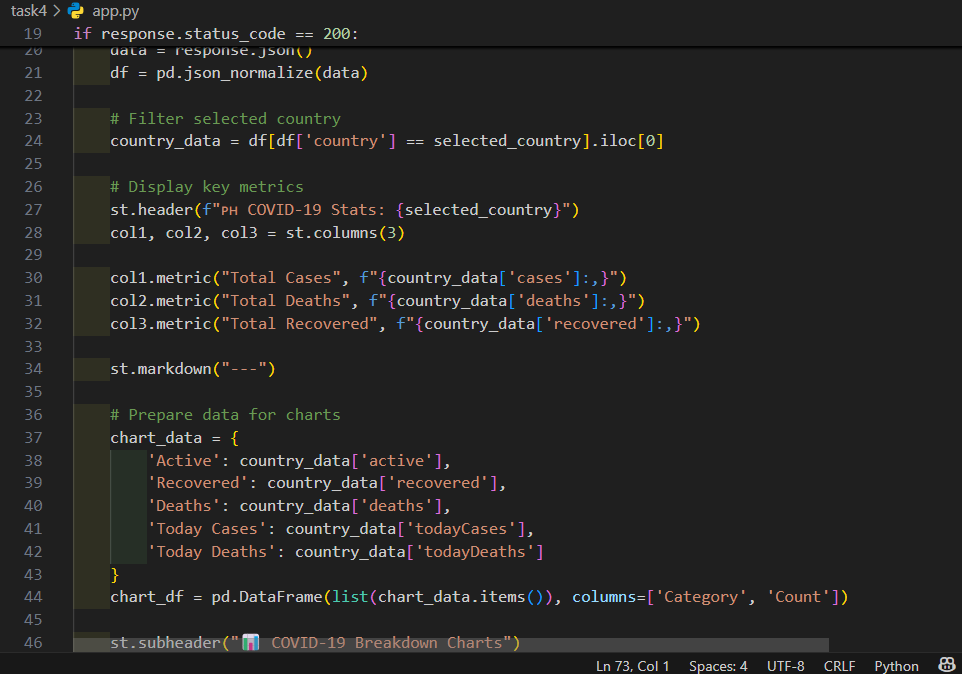 task4 > app.py
19 if response.status_code == 200:
20 data = response.json()
21 df = pd.json_normalize(data)
22
23 # Filter selected country
24 country_data = df[df['country'] == selected_country].iloc[0]
25
26 # Display key metrics
27 st.header(f"🇵🇭 COVID-19 Stats: {selected_country}")
28 col1, col2, col3 = st.columns(3)
29
30 col1.metric("Total Cases", f"{country_data['cases']:,}")
31 col2.metric("Total Deaths", f"{country_data['deaths']:,}")
32 col3.metric("Total Recovered", f"{country_data['recovered']:,}")
33
34 st.markdown("---")
35
36 # Prepare data for charts
37 chart_data = {
38 'Active': country_data['active'],
39 'Recovered': country_data['recovered'],
40 'Deaths': country_data['deaths'],
41 'Today Cases': country_data['todayCases'],
42 'Today Deaths': country_data['todayDeaths']
43 }
44 chart_df = pd.DataFrame(list(chart_data.items()), columns=['Category', 'Count'])
45
46 st.subheader("📊 COVID-19 Breakdown Charts")
Ln 73, Col 1 Spaces: 4 UTF-8 CRLF Python